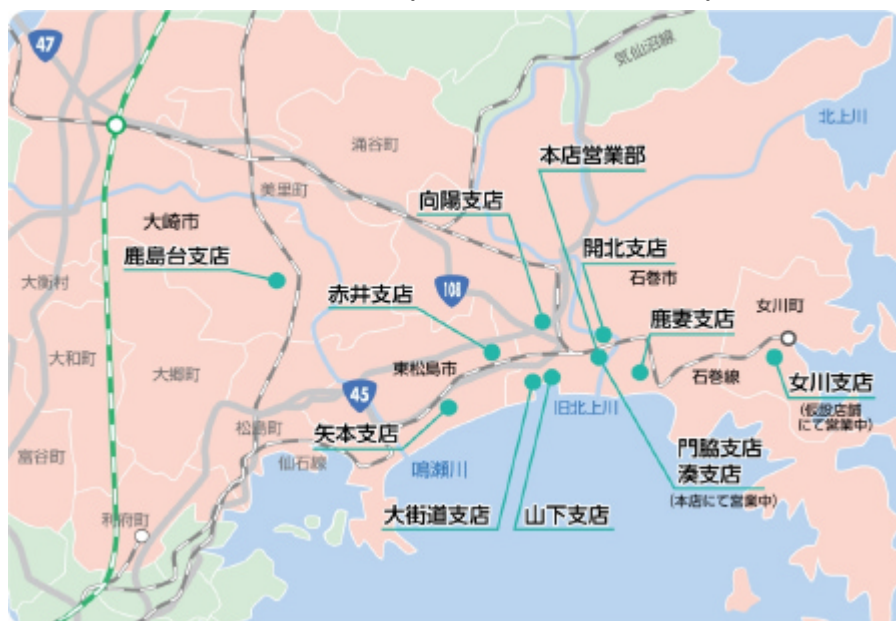 47
気仙沼線
北上川
涌谷町
本店営業部
美里町
向陽支店
大崎市
開北支店
鹿島台支店
石巻市
大衡村
赤井支店
108
女川町
鹿妻支店
大和町
東松島市
石巻線
大郷町
45
女川支店
(仮設店舗
にて営業中)
旧北上川
松島町
矢本支店
富谷町
仙石線
鳴瀬川
門脇支店
湊支店
(本店にて営業中)
大街道支店
山下支店
利府町